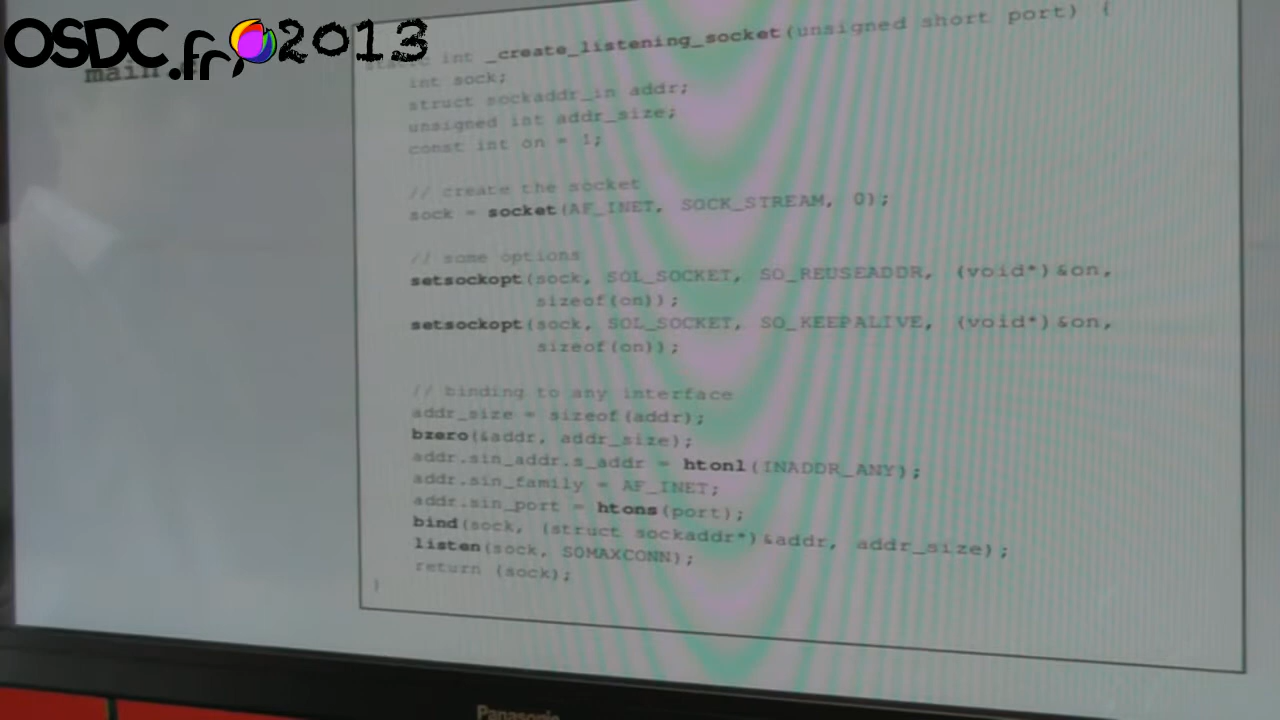 OSDC.fr 2013
main
int _create_listening_socket(unsigned short port) {
int sock;
struct sockaddr_in addr;
unsigned int addr_size;
const int on = 1;
// create the socket
sock = socket(AF_INET, SOCK_STREAM, 0);
// some options
setsockopt(sock, SOL_SOCKET, SO_REUSEADDR, (void*)&on,
sizeof(on));
setsockopt(sock, SOL_SOCKET, SO_KEEPALIVE, (void*)&on,
sizeof(on));
// binding to any interface
addr_size = sizeof(addr);
bzero(&addr, addr_size);
addr.sin_addr.s_addr = htonl(INADDR_ANY);
addr.sin_family = AF_INET;
addr.sin_port = htons(port);
bind(sock, (struct sockaddr*)&addr, addr_size);
listen(sock, SOMAXCONN);
return (sock);
}
Panasonic